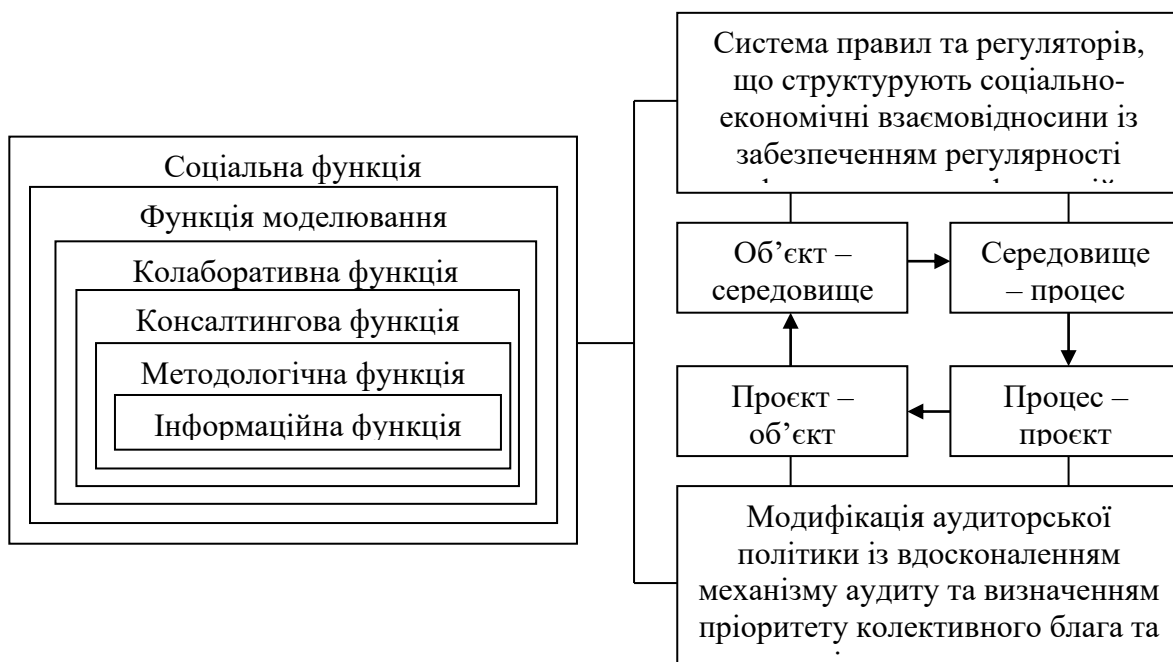 Соціальна функція
Функція моделювання
Колаборативна функція
Консалтингова функція
Методологічна функція
Інформаційна функція
Система правил та регуляторів,
що структурують соціально-
економічні взаємовідносини із
забезпеченням регулярності
Об’єкт –
середовище
Середовище
– процес
Проєкт –
об’єкт
Процес –
проєкт
Модифікація аудиторської
політики із вдосконаленням
механізму аудиту та визначенням
пріоритету колективного блага та